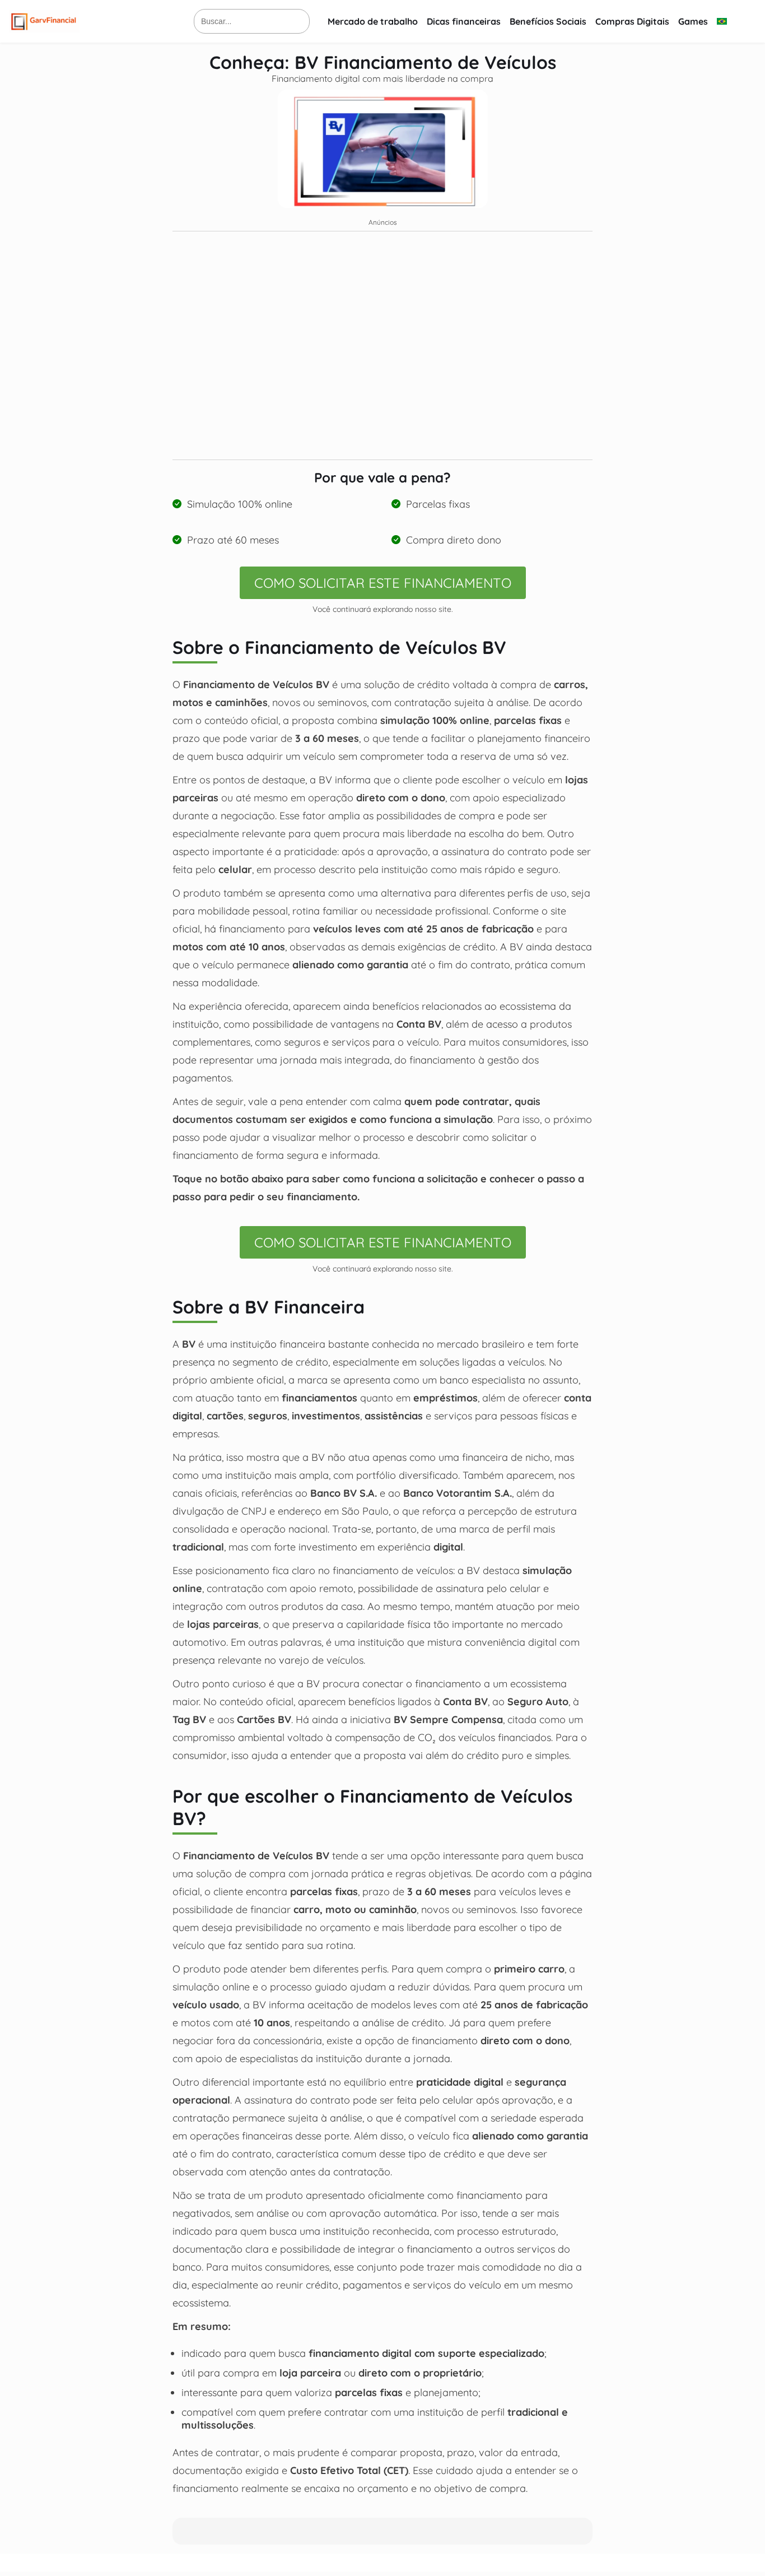 GarvFinancial
Buscar...
Mercado de trabalho
Dicas financeiras
Benefícios Sociais
Compras Digitais
Games
Conheça: BV Financiamento de Veículos
Financiamento digital com mais liberdade na compra
BV
Anúncios
Por que vale a pena?
Simulação 100% online
Parcelas fixas
Prazo até 60 meses
Compra direto dono
COMO SOLICITAR ESTE FINANCIAMENTO
Você continuará explorando nosso site.
Sobre o Financiamento de Veículos BV
O Financiamento de Veículos BV é uma solução de crédito voltada à compra de carros,
motos e caminhões, novos ou seminovos, com contratação sujeita à análise. De acordo
com o conteúdo oficial, a proposta combina simulação 100% online, parcelas fixas e
prazo que pode variar de 3 a 60 meses, o que tende a facilitar o planejamento financeiro
de quem busca adquirir um veículo sem comprometer toda a reserva de uma só vez.
Entre os pontos de destaque, a BV informa que o cliente pode escolher o veículo em lojas
parceiras ou até mesmo em operação direto com o dono, com apoio especializado
durante a negociação. Esse fator amplia as possibilidades de compra e pode ser
especialmente relevante para quem procura mais liberdade na escolha do bem. Outro
aspecto importante é a praticidade: após a aprovação, a assinatura do contrato pode ser
feita pelo celular, em processo descrito pela instituição como mais rápido e seguro.
O produto também se apresenta como uma alternativa para diferentes perfis de uso, seja
para mobilidade pessoal, rotina familiar ou necessidade profissional. Conforme o site
oficial, há financiamento para veículos leves com até 25 anos de fabricação e para
motos com até 10 anos, observadas as demais exigências de crédito. A BV ainda destaca
que o veículo permanece alienado como garantia até o fim do contrato, prática comum
nessa modalidade.
Na experiência oferecida, aparecem ainda benefícios relacionados ao ecossistema da
instituição, como possibilidade de vantagens na Conta BV, além de acesso a produtos
complementares, como seguros e serviços para o veículo. Para muitos consumidores, isso
pode representar uma jornada mais integrada, do financiamento à gestão dos
pagamentos.
Antes de seguir, vale a pena entender com calma quem pode contratar, quais
documentos costumam ser exigidos e como funciona a simulação. Para isso, o próximo
passo pode ajudar a visualizar melhor o processo e descobrir como solicitar o
financiamento de forma segura e informada.
Toque no botão abaixo para saber como funciona a solicitação e conhecer o passo a
passo para pedir o seu financiamento.
COMO SOLICITAR ESTE FINANCIAMENTO
Você continuará explorando nosso site.
Sobre a BV Financeira
A BV é uma instituição financeira bastante conhecida no mercado brasileiro e tem forte
presença no segmento de crédito, especialmente em soluções ligadas a veículos. No
próprio ambiente oficial, a marca se apresenta como um banco especialista no assunto,
com atuação tanto em financiamentos quanto em empréstimos, além de oferecer conta
digital, cartões, seguros, investimentos, assistências e serviços para pessoas físicas e
empresas.
Na prática, isso mostra que a BV não atua apenas como uma financeira de nicho, mas
como uma instituição mais ampla, com portfólio diversificado. Também aparecem, nos
canais oficiais, referências ao Banco BV S.A. e ao Banco Votorantim S.A., além da
divulgação de CNPJ e endereço em São Paulo, o que reforça a percepção de estrutura
consolidada e operação nacional. Trata-se, portanto, de uma marca de perfil mais
tradicional, mas com forte investimento em experiência digital.
Esse posicionamento fica claro no financiamento de veículos: a BV destaca simulação
online, contratação com apoio remoto, possibilidade de assinatura pelo celular e
integração com outros produtos da casa. Ao mesmo tempo, mantém atuação por meio
de lojas parceiras, o que preserva a capilaridade física tão importante no mercado
automotivo. Em outras palavras, é uma instituição que mistura conveniência digital com
presença relevante no varejo de veículos.
Outro ponto curioso é que a BV procura conectar o financiamento a um ecossistema
maior. No conteúdo oficial, aparecem benefícios ligados à Conta BV, ao Seguro Auto, à
Tag BV e aos Cartões BV. Há ainda a iniciativa BV Sempre Compensa, citada como um
compromisso ambiental voltado à compensação de CO₂ dos veículos financiados. Para o
consumidor, isso ajuda a entender que a proposta vai além do crédito puro e simples.
Por que escolher o Financiamento de Veículos
BV?
O Financiamento de Veículos BV tende a ser uma opção interessante para quem busca
uma solução de compra com jornada prática e regras objetivas. De acordo com a página
oficial, o cliente encontra parcelas fixas, prazo de 3 a 60 meses para veículos leves e
possibilidade de financiar carro, moto ou caminhão, novos ou seminovos. Isso favorece
quem deseja previsibilidade no orçamento e mais liberdade para escolher o tipo de
veículo que faz sentido para sua rotina.
O produto pode atender bem diferentes perfis. Para quem compra o primeiro carro, a
simulação online e o processo guiado ajudam a reduzir dúvidas. Para quem procura um
veículo usado, a BV informa aceitação de modelos leves com até 25 anos de fabricação
e motos com até 10 anos, respeitando a análise de crédito. Já para quem prefere
negociar fora da concessionária, existe a opção de financiamento direto com o dono,
com apoio de especialistas da instituição durante a jornada.
Outro diferencial importante está no equilíbrio entre praticidade digital e segurança
operacional. A assinatura do contrato pode ser feita pelo celular após aprovação, e a
contratação permanece sujeita à análise, o que é compatível com a seriedade esperada
em operações financeiras desse porte. Além disso, o veículo fica alienado como garantia
até o fim do contrato, característica comum desse tipo de crédito e que deve ser
observada com atenção antes da contratação.
Não se trata de um produto apresentado oficialmente como financiamento para
negativados, sem análise ou com aprovação automática. Por isso, tende a ser mais
indicado para quem busca uma instituição reconhecida, com processo estruturado,
documentação clara e possibilidade de integrar o financiamento a outros serviços do
banco. Para muitos consumidores, esse conjunto pode trazer mais comodidade no dia a
dia, especialmente ao reunir crédito, pagamentos e serviços do veículo em um mesmo
ecossistema.
Em resumo:
indicado para quem busca financiamento digital com suporte especializado;
útil para compra em loja parceira ou direto com o proprietário;
interessante para quem valoriza parcelas fixas e planejamento;
compatível com quem prefere contratar com uma instituição de perfil tradicional e
multissoluções.
Antes de contratar, o mais prudente é comparar proposta, prazo, valor da entrada,
documentação exigida e Custo Efetivo Total (CET). Esse cuidado ajuda a entender se o
financiamento realmente se encaixa no orçamento e no objetivo de compra.